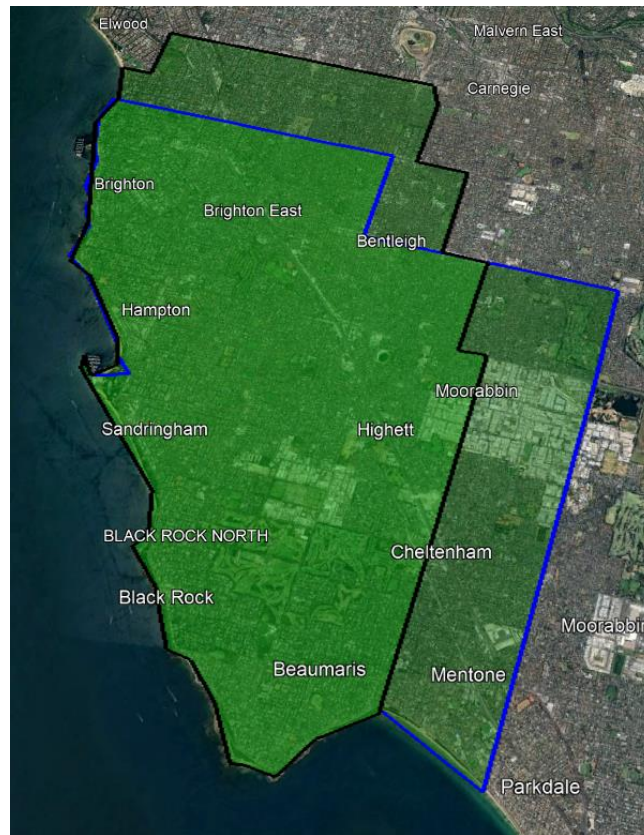 Elwood
Malvern East
Carnegie
Brighton
Brighton East
Bentleigh
Hampton
Moorabbin
Sandringham
Highett
BLACK ROCK NORTH
Cheltenham
Black Rock
Moorabbin
Beaumaris
Mentone
Parkdale